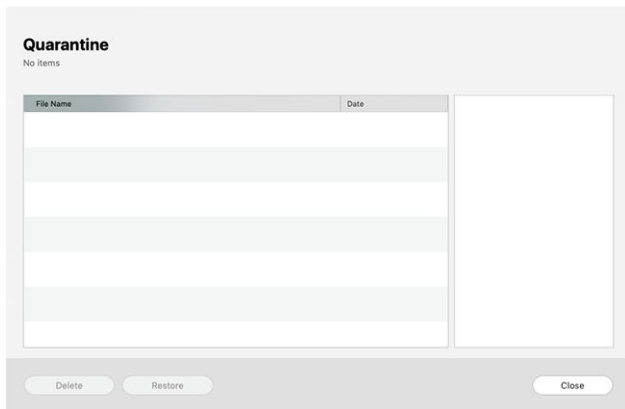 Quarantine
No items
File Name Date
Delete Restore Close